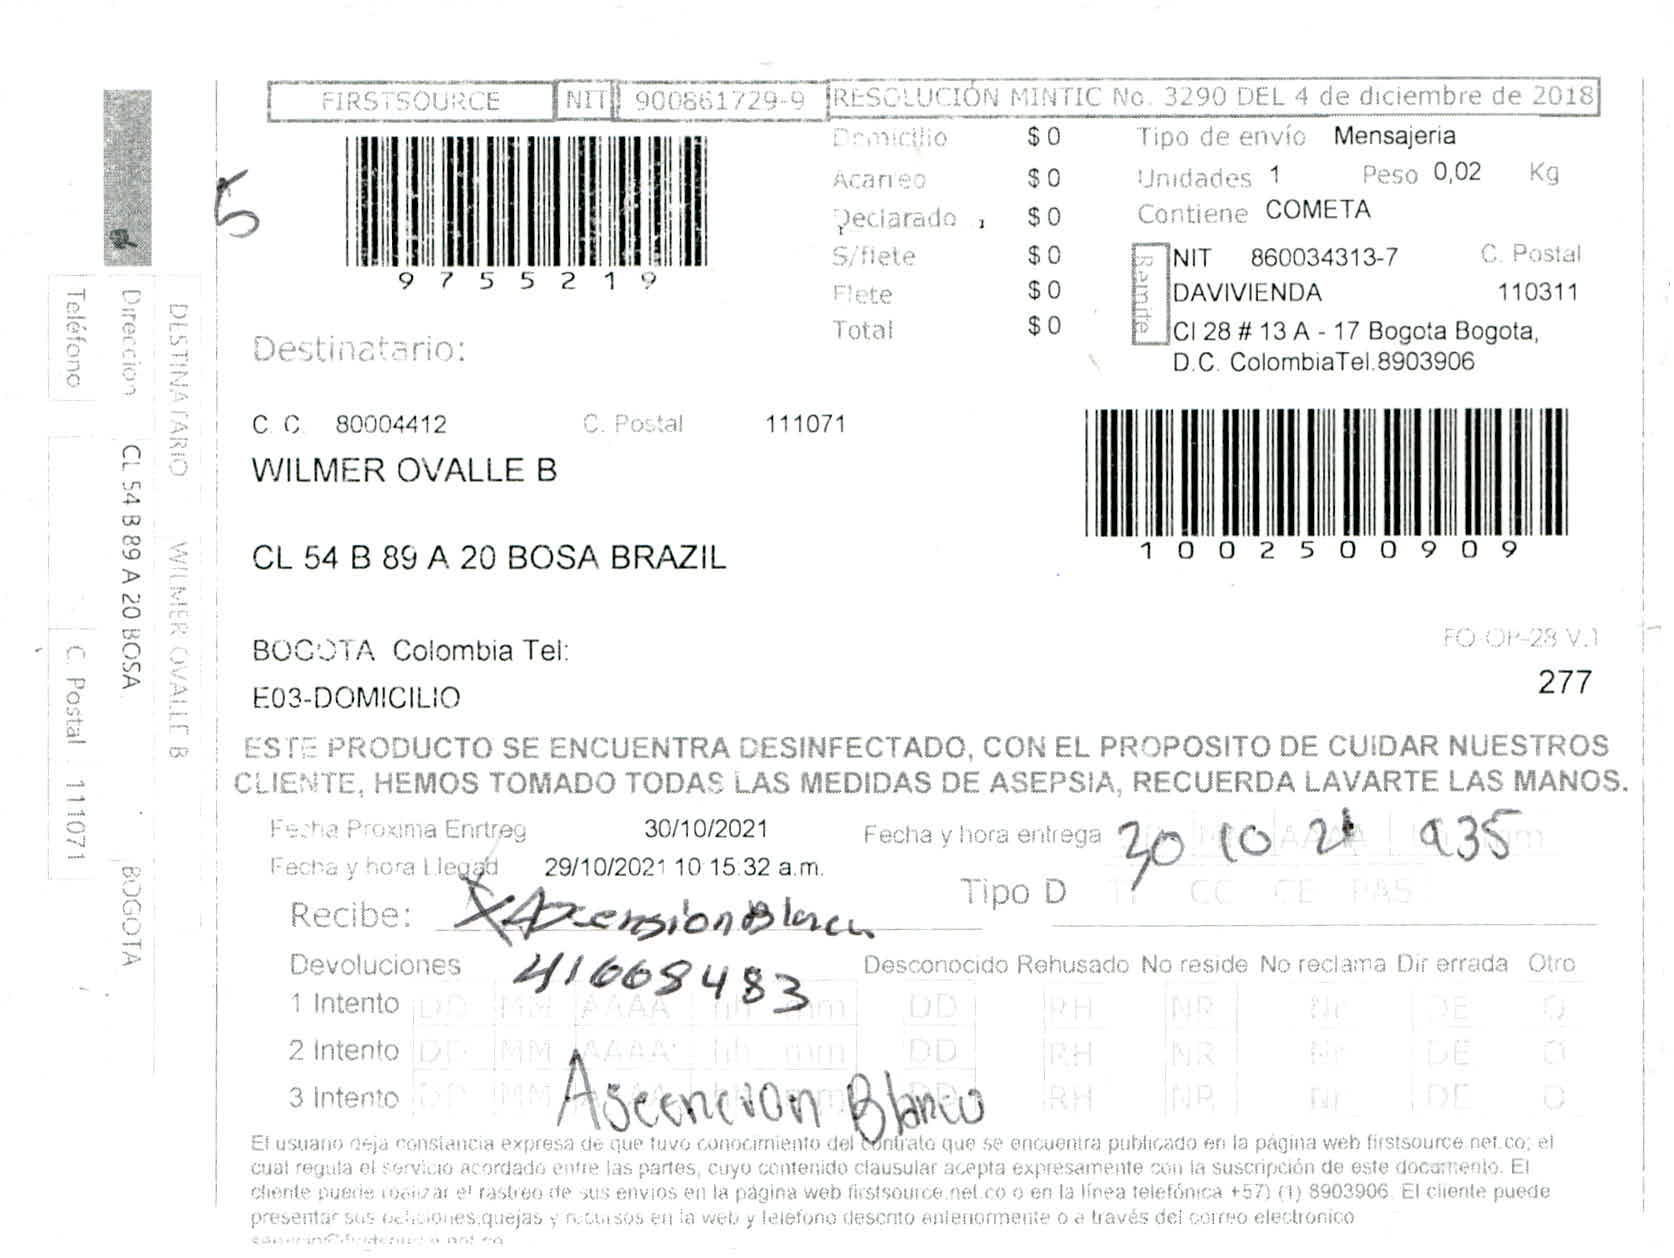 FIRSTSOURCE NIT 900861729-9 RESOLUCIÓN MINTIC No. 3290 DEL 4 de diciembre de 2018
5
9755219
Domicilio $ 0
Acarreo $ 0
Declarado $ 0
S/flete $ 0
Flete $ 0
Total $ 0
Tipo de envío Mensajeria
Unidades 1 Peso 0,02 Kg
Contiene COMETA
Remite
NIT 860034313-7 C. Postal
DAVIVIENDA 110311
Cl 28 # 13 A - 17 Bogota Bogota,
D.C. ColombiaTel.8903906
1002500909
Destinatario:
C. C. 80004412 C. Postal 111071
WILMER OVALLE B
CL 54 B 89 A 20 BOSA BRAZIL
BOGOTA Colombia Tel:
E03-DOMICILIO
FO-OP-28 V.1
277
ESTE PRODUCTO SE ENCUENTRA DESINFECTADO, CON EL PROPOSITO DE CUIDAR NUESTROS
CLIENTE, HEMOS TOMADO TODAS LAS MEDIDAS DE ASEPSIA, RECUERDA LAVARTE LAS MANOS.
Fecha Proxima Enrtreg 30/10/2021
Fecha y hora Llegad 29/10/2021 10:15:32 a.m.
Fecha y hora entrega 30 10 21 935
Tipo D TI CC CE PAS
Recibe: X Ascension Blanco
41668483
Devoluciones Desconocido Rehusado No reside No reclama Dir errada Otro
1 Intento DD MM AAAA hh mm DD RH NR Nr DE O
2 Intento DD MM AAAA hh mm DD RH NR Nr DE O
3 Intento DD MM DD RH NR Nr DE O
Ascencion Blanco
El usuario deja constancia expresa de que tuvo conocimiento del contrato que se encuentra publicado en la página web firstsource.net.co; el
cual regula el servicio acordado entre las partes, cuyo contenido clausular acepta expresamente con la suscripción de este documento. El
cliente puede realizar el rastreo de sus envios en la página web firstsource.net.co o en la línea telefónica +57) (1) 8903906. El cliente puede
presentar sus peticiones,quejas y recursos en la web y telefono descrito anteriormente o a través del correo electronico
DESTINATARIO WILMER OVALLE B
Direccion CL 54 B 89 A 20 BOSA BOGOTA
Teléfono C. Postal 111071